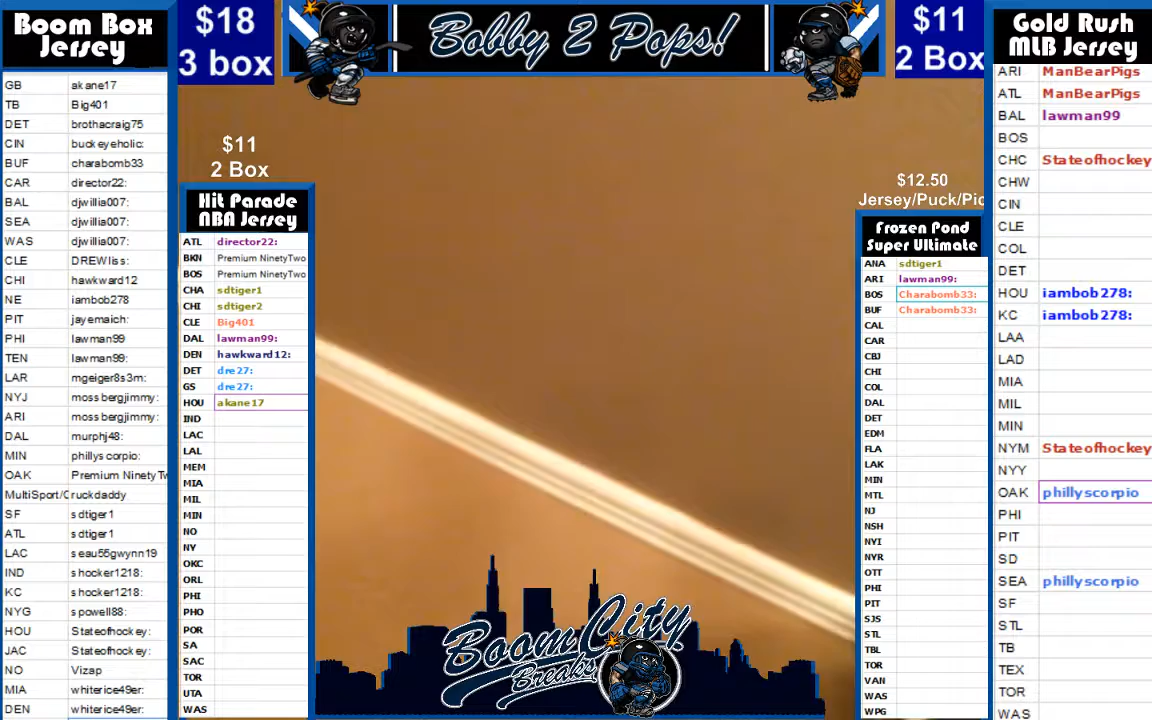 Boom Box
Jersey
GB akane17
TB Big401
DET brothacraig75
CIN buckeyeholic:
BUF charabomb33
CAR director22:
BAL djwillia007:
SEA djwillia007:
WAS djwillia007:
CLE DREWliss:
CHI hawkward12
NE iambob278
PIT jayemaich:
PHI lawman99
TEN lawman99:
LAR mgeiger8s3m:
NYJ mossbergjimmy:
ARI mossbergjimmy:
DAL murphj48:
MIN phillyscorpio:
OAK Premium NinetyTw
MultiSport/C ruckdaddy
SF sdtiger1
ATL sdtiger1
LAC seau55gwynn19
IND shocker1218:
KC shocker1218:
NYG spowell88:
HOU Stateofhockey:
JAC Stateofhockey:
NO Vizap
MIA whiterice49er:
DEN whiterice49er:
$18
3 box
$11
2 Box
Hit Parade
NBA Jersey
ATL director22:
BKN Premium NinetyTwo
BOS Premium NinetyTwo
CHA sdtiger1
CHI sdtiger2
CLE Big401
DAL lawman99:
DEN hawkward12:
DET dre27:
GS dre27:
HOU akane17
IND
LAC
LAL
MEM
MIA
MIL
MIN
NO
NY
OKC
ORL
PHI
PHO
POR
SA
SAC
TOR
UTA
WAS
Bobby 2 Pops!
Boom City
Breaks
$11
2 Box
$12.50
Jersey/Puck/Pic
Frozen Pond
Super Ultimate
ANA sdtiger1
ARI lawman99:
BOS Charabomb33:
BUF Charabomb33:
CAL
CAR
CBJ
CHI
COL
DAL
DET
EDM
FLA
LAK
MIN
MTL
NJ
NSH
NYI
NYR
OTT
PHI
PIT
SJS
STL
TBL
TOR
VAN
WAS
WPG
Gold Rush
MLB Jersey
ARI ManBearPigs
ATL ManBearPigs
BAL lawman99
BOS
CHC Stateofhockey
CHW
CIN
CLE
COL
DET
HOU iambob278:
KC iambob278:
LAA
LAD
MIA
MIL
MIN
NYM Stateofhockey
NYY
OAK phillyscorpio
PHI
PIT
SD
SEA phillyscorpio
SF
STL
TB
TEX
TOR
WAS